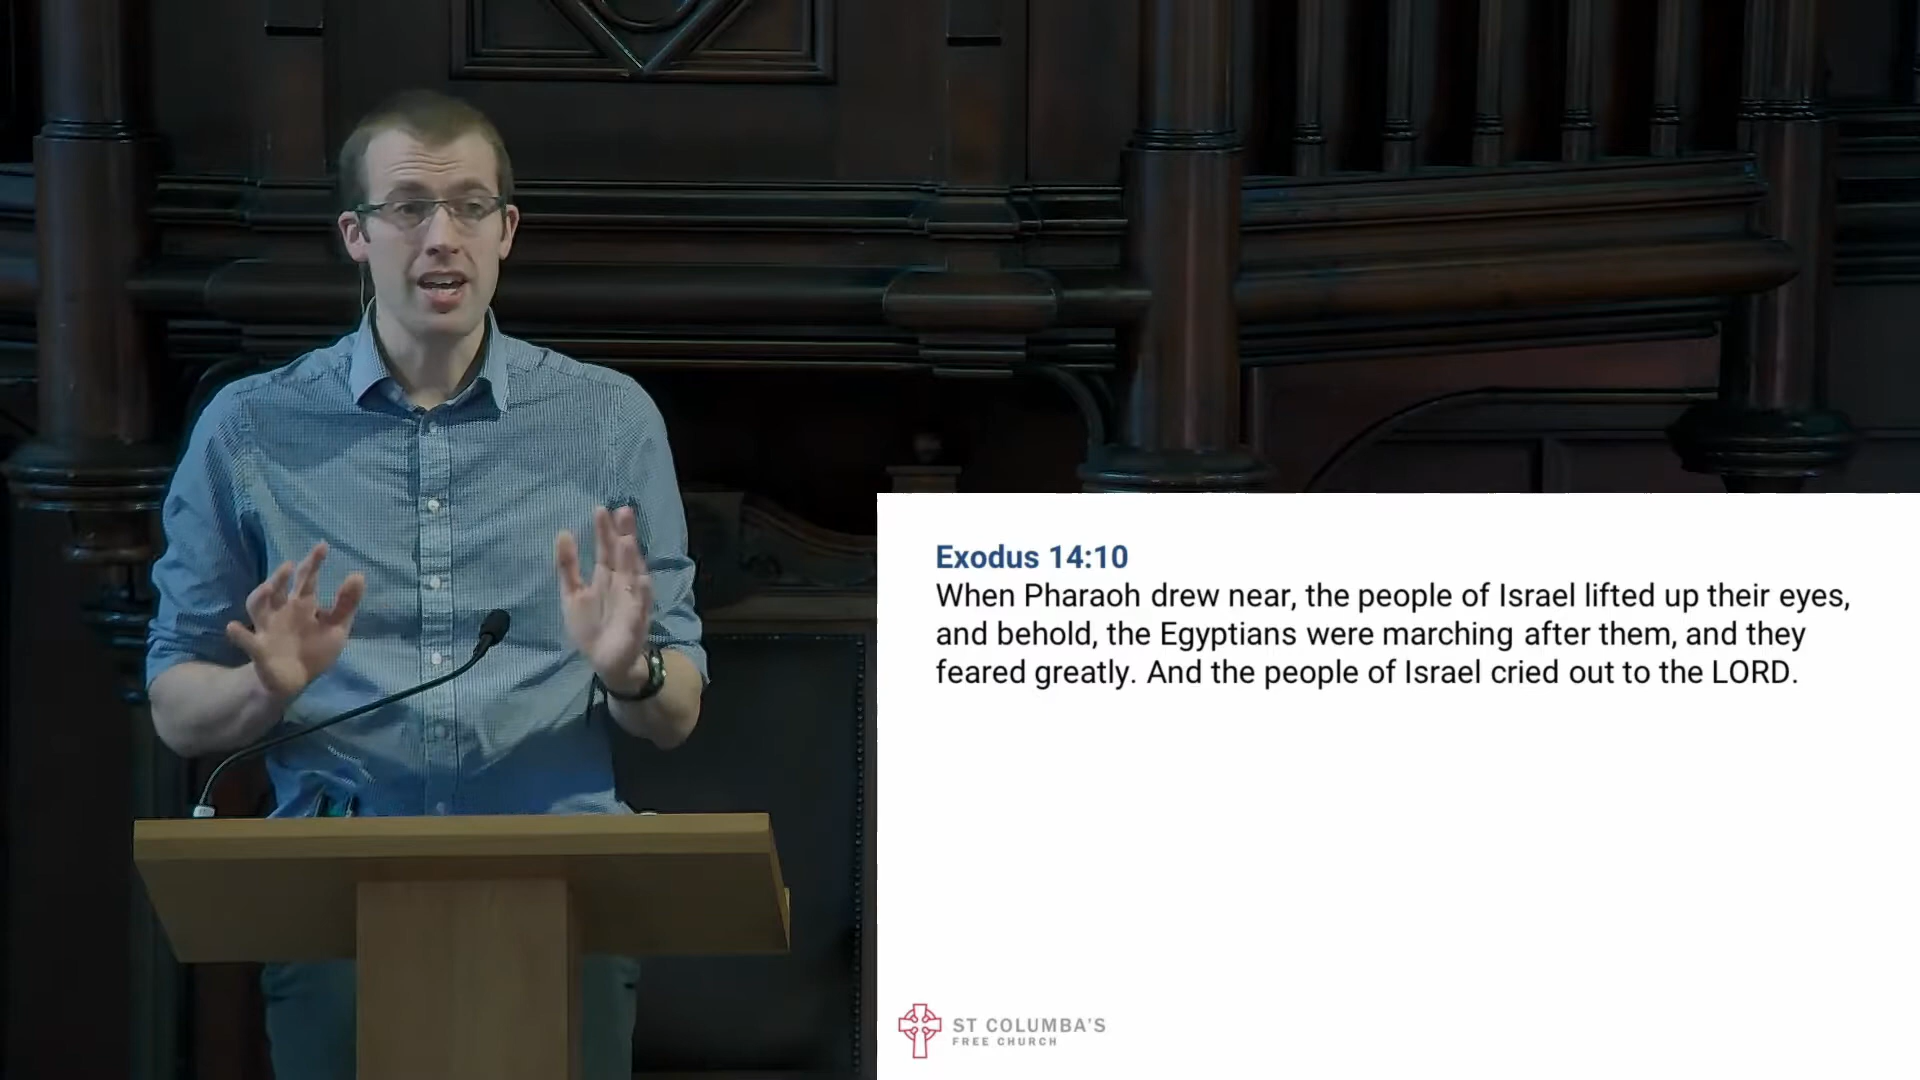 Exodus 14:10
When Pharaoh drew near, the people of Israel lifted up their eyes,
and behold, the Egyptians were marching after them, and they
feared greatly. And the people of Israel cried out to the LORD.
ST COLUMBA'S
FREE CHURCH